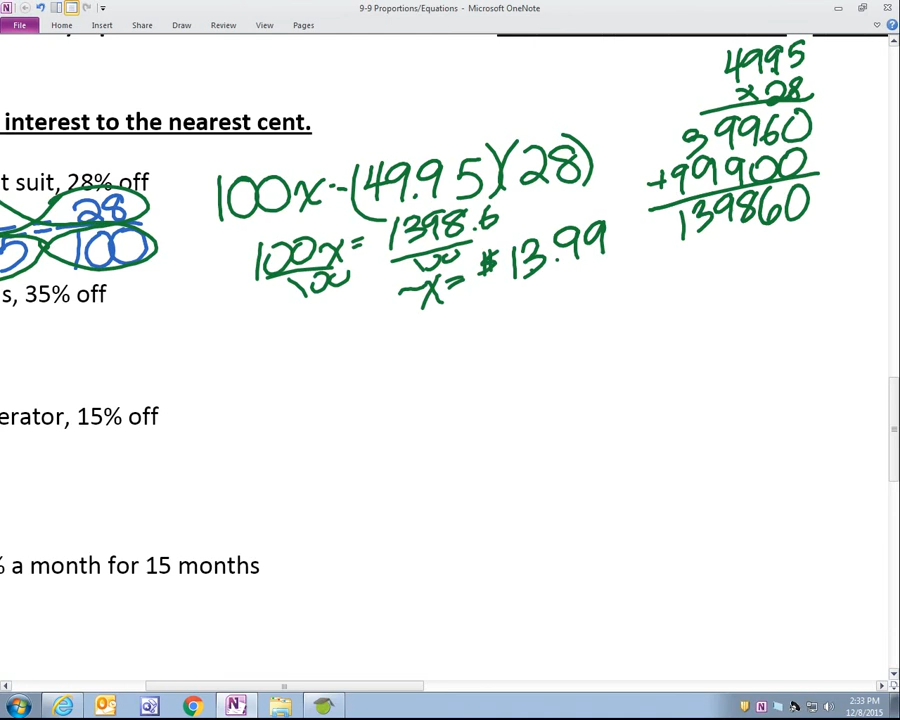 9-9 Proportions/Equations - Microsoft OneNote
File Home Insert Share Draw Review View Pages
interest to the nearest cent.
t suit, 28% off
28
5 = 100
100x = (49.95)(28)
100x = 1398.6
100 100
x = $13.99
4995
x 28
39960
+99900
139860
s, 35% off
erator, 15% off
% a month for 15 months
2:33 PM
12/8/2015